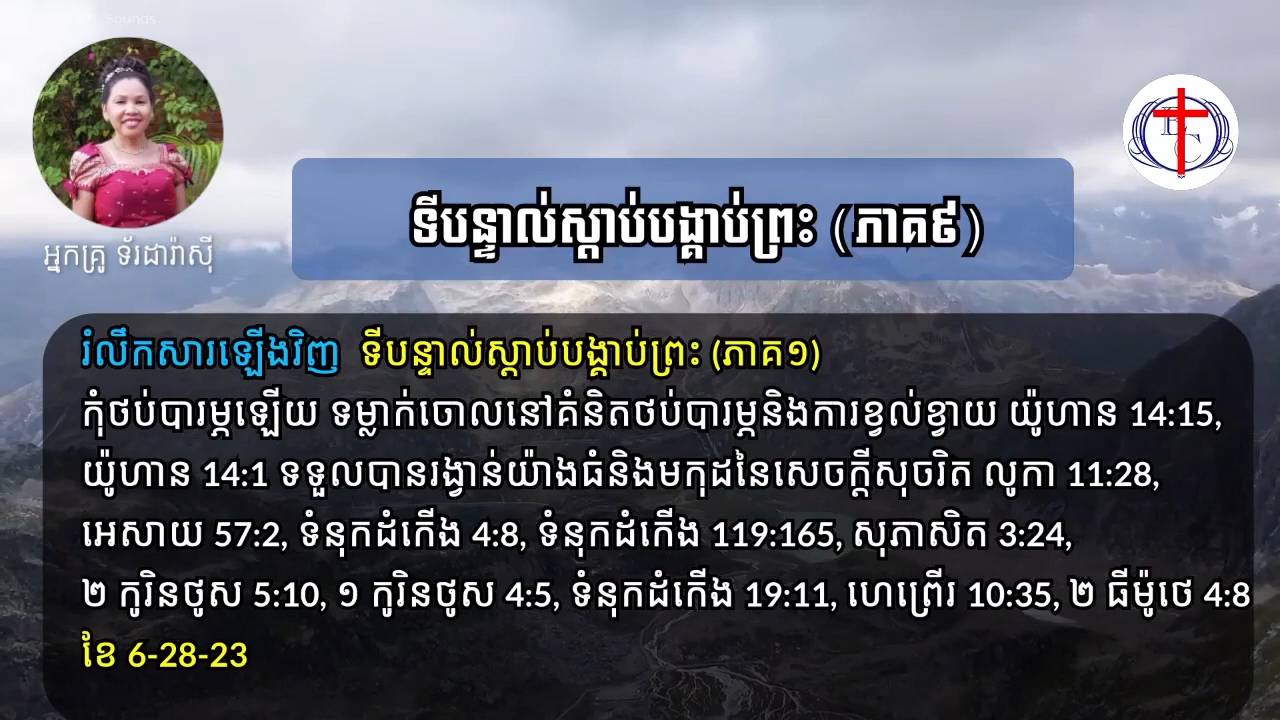 Sounds
អ្នកគ្រូ ទ័រដារ៉ាស៊ី
ទីបន្ទាល់ស្តាប់បង្គាប់ព្រះ (ភាគ៩)
រំលឹកសារឡើងវិញ ទីបន្ទាល់ស្តាប់បង្គាប់ព្រះ (ភាគ១)
កុំថប់បារម្ភឡើយ ទម្លាក់ចោលនៅគំនិតថប់បារម្ភនិងការខ្វល់ខ្វាយ យ៉ូហាន 14:15,
យ៉ូហាន 14:1 ទទួលបានរង្វាន់យ៉ាងធំនិងមកុដនៃសេចក្តីសុចរិត លូកា 11:28,
អេសាយ 57:2, ទំនុកដំកើង 4:8, ទំនុកដំកើង 119:165, សុភាសិត 3:24,
២ កូរិនថូស 5:10, ១ កូរិនថូស 4:5, ទំនុកដំកើង 19:11, ហេព្រើរ 10:35, ២ ធីម៉ូថេ 4:8
ខែ 6-28-23